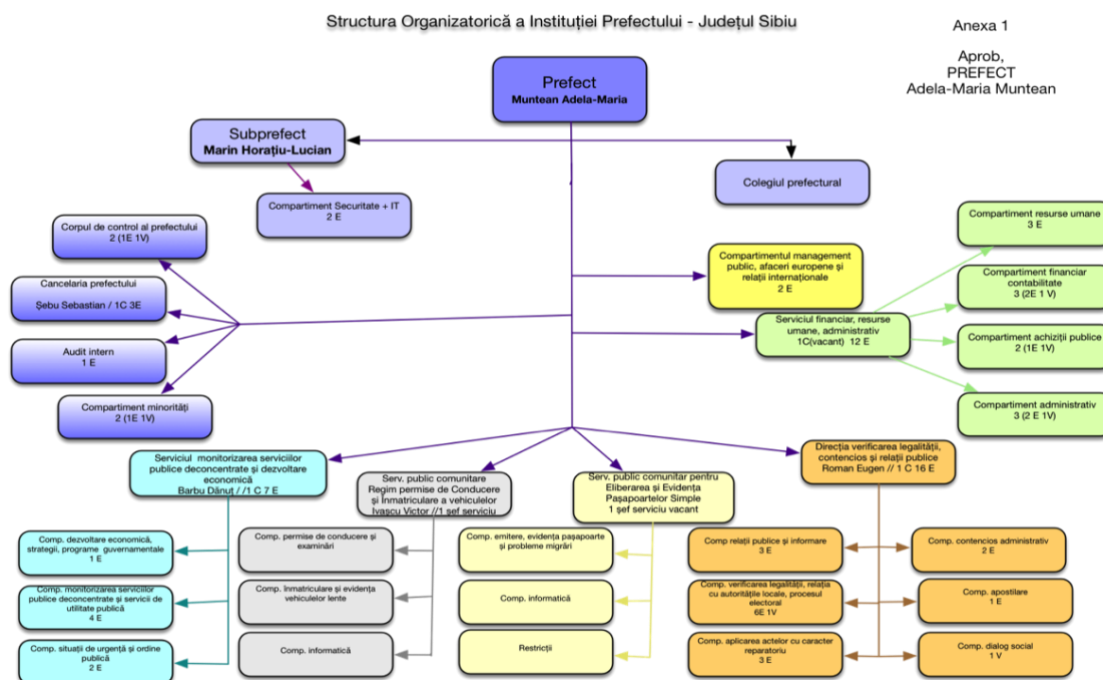 Structura Organizatorică a Instituției Prefectului - Județul Sibiu
Anexa 1
Aprob,
PREFECT
Adela-Maria Muntean
Prefect
Muntean Adela-Maria
Subprefect
Marin Horațiu-Lucian
Colegiul prefectural
Compartiment Securitate + IT
2 E
Corpul de control al prefectului
2 (1E 1V)
Cancelaria prefectului
Șebu Sebastian / 1C 3E
Audit intern
1 E
Compartiment minorități
2 (1E 1V)
Compartimentul management
public, afaceri europene și
relații internaționale
2 E
Serviciul financiar, resurse
umane, administrativ
1C(vacant) 12 E
Compartiment resurse umane
3 E
Compartiment financiar
contabilitate
3 (2E 1 V)
Compartiment achiziții publice
2 (1E 1V)
Compartiment administrativ
3 (2 E 1V)
Serviciul monitorizarea serviciilor
publice deconcentrate și dezvoltare
economică
Barbu Dănuț / /1 C 7 E
Comp. dezvoltare economică,
strategii, programe guvernamentale
1 E
Comp. monitorizarea serviciilor
publice deconcentrate și servicii de
utilitate publică
4 E
Comp. situații de urgență și ordine
publică
2 E
Serv. public comunitare
Regim permise de Conducere
și Înmatriculare a vehiculelor
Ivașcu Victor //1 șef serviciu
Comp. permise de conducere și
examinări
Comp. înmatriculare și evidența
vehiculelor lente
Comp. informatică
Serv. public comunitar pentru
Eliberarea și Evidența
Pașapoartelor Simple
1 șef serviciu vacant
Comp. emitere, evidența pașapoarte
și probleme migrări
Comp. informatică
Restricții
Direcția verificarea legalității,
contencios și relații publice
Roman Eugen // 1 C 16 E
Comp relații publice și informare
3 E
Comp. verificarea legalității, relația
cu autoritățile locale, procesul
electoral
6E 1V
Comp. aplicarea actelor cu caracter
reparatoriu
3 E
Comp. contencios administrativ
2 E
Comp. apostilare
1 E
Comp. dialog social
1 V